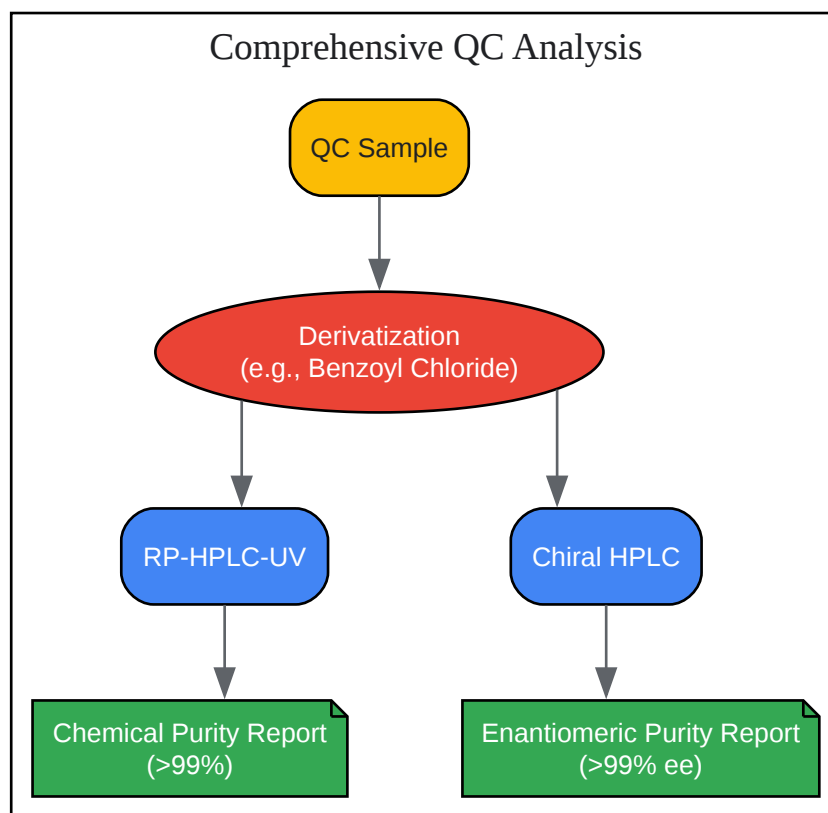 Comprehensive QC Analysis
QC Sample
Derivatization
(e.g., Benzoyl Chloride)
RP-HPLC-UV
Chiral HPLC
Chemical Purity Report
(>99%)
Enantiomeric Purity Report
(>99% ee)